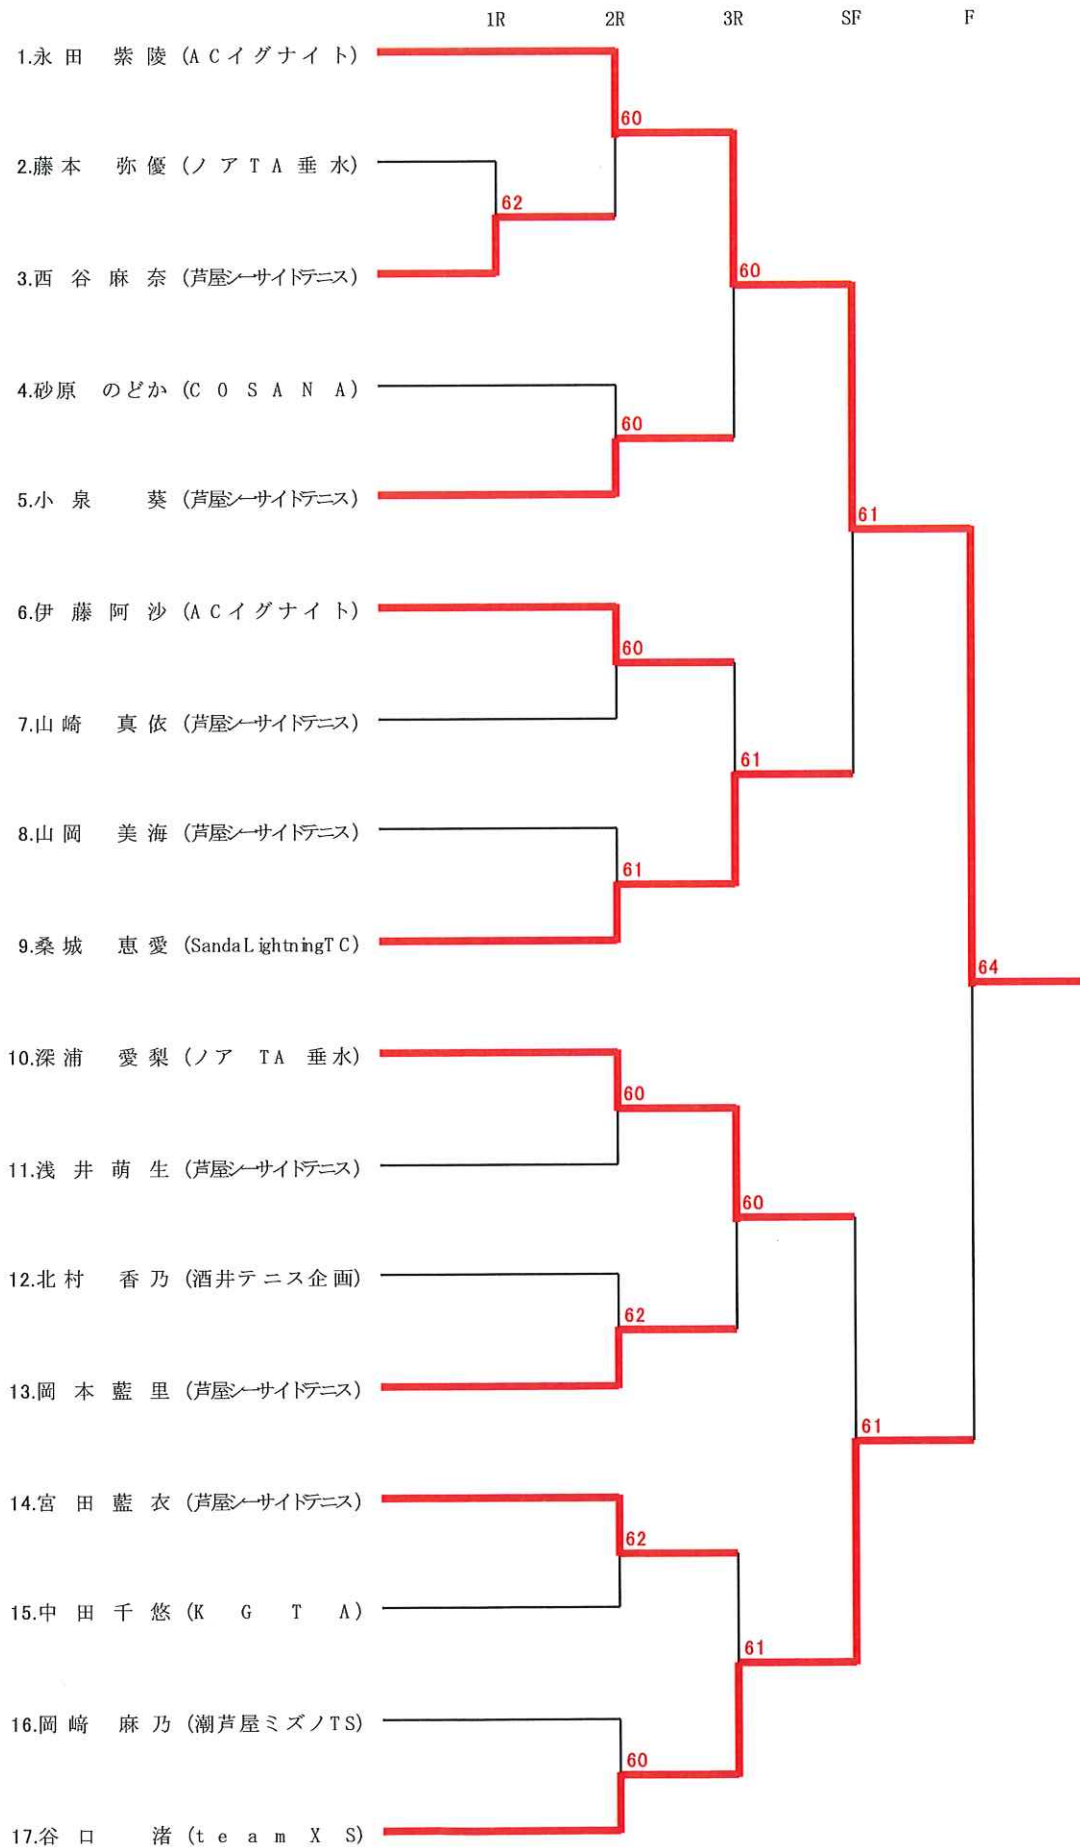 1R 2R 3R SF F
1.永田 紫陵 (ACイグナイト)
60
2.藤本 弥優 (ノアTA垂水)
62
3.西谷麻奈 (芦屋シーサイドテニス)
60
4.砂原 のどか (COSANA)
60
5.小泉 葵 (芦屋シーサイドテニス)
61
6.伊藤阿沙 (ACイグナイト)
60
7.山崎 真依 (芦屋シーサイドテニス)
61
8.山岡 美海 (芦屋シーサイドテニス)
61
9.桑城 恵愛 (SandaLightningTC)
64
10.深浦 愛梨 (ノア TA 垂水)
60
11.浅井萌生 (芦屋シーサイドテニス)
60
12.北村 香乃 (酒井テニス企画)
62
13.岡本藍里 (芦屋シーサイドテニス)
61
14.宮田藍衣 (芦屋シーサイドテニス)
62
15.中田千悠 (KGTA)
61
16.岡﨑 麻乃 (潮芦屋ミズノTS)
60
17.谷口 渚 (teamXS)